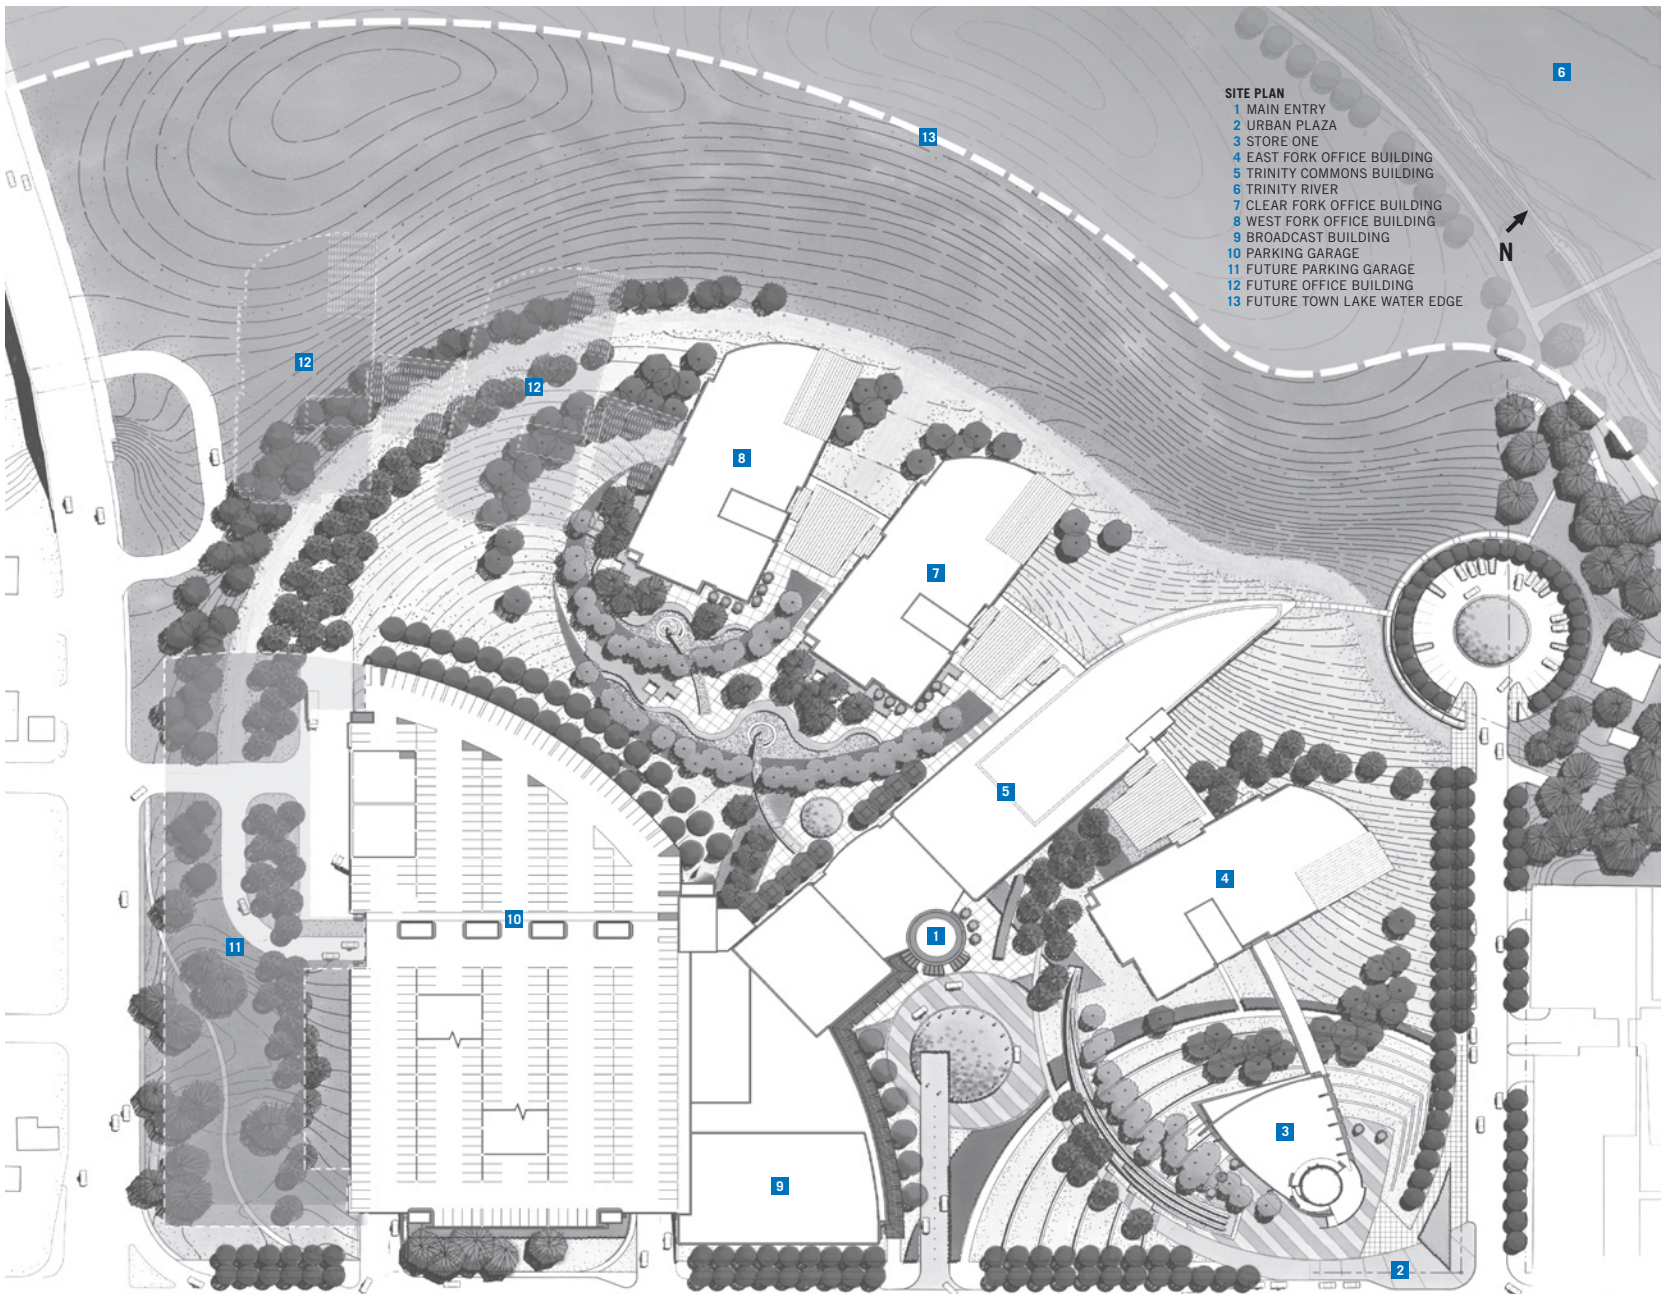 6
SITE PLAN
1 MAIN ENTRY
2 URBAN PLAZA
3 STORE ONE
4 EAST FORK OFFICE BUILDING
5 TRINITY COMMONS BUILDING
6 TRINITY RIVER
7 CLEAR FORK OFFICE BUILDING
8 WEST FORK OFFICE BUILDING
9 BROADCAST BUILDING
10 PARKING GARAGE
11 FUTURE PARKING GARAGE
12 FUTURE OFFICE BUILDING
13 FUTURE TOWN LAKE WATER EDGE
13
N
12
12
8
7
5
4
10
1
11
3
9
2